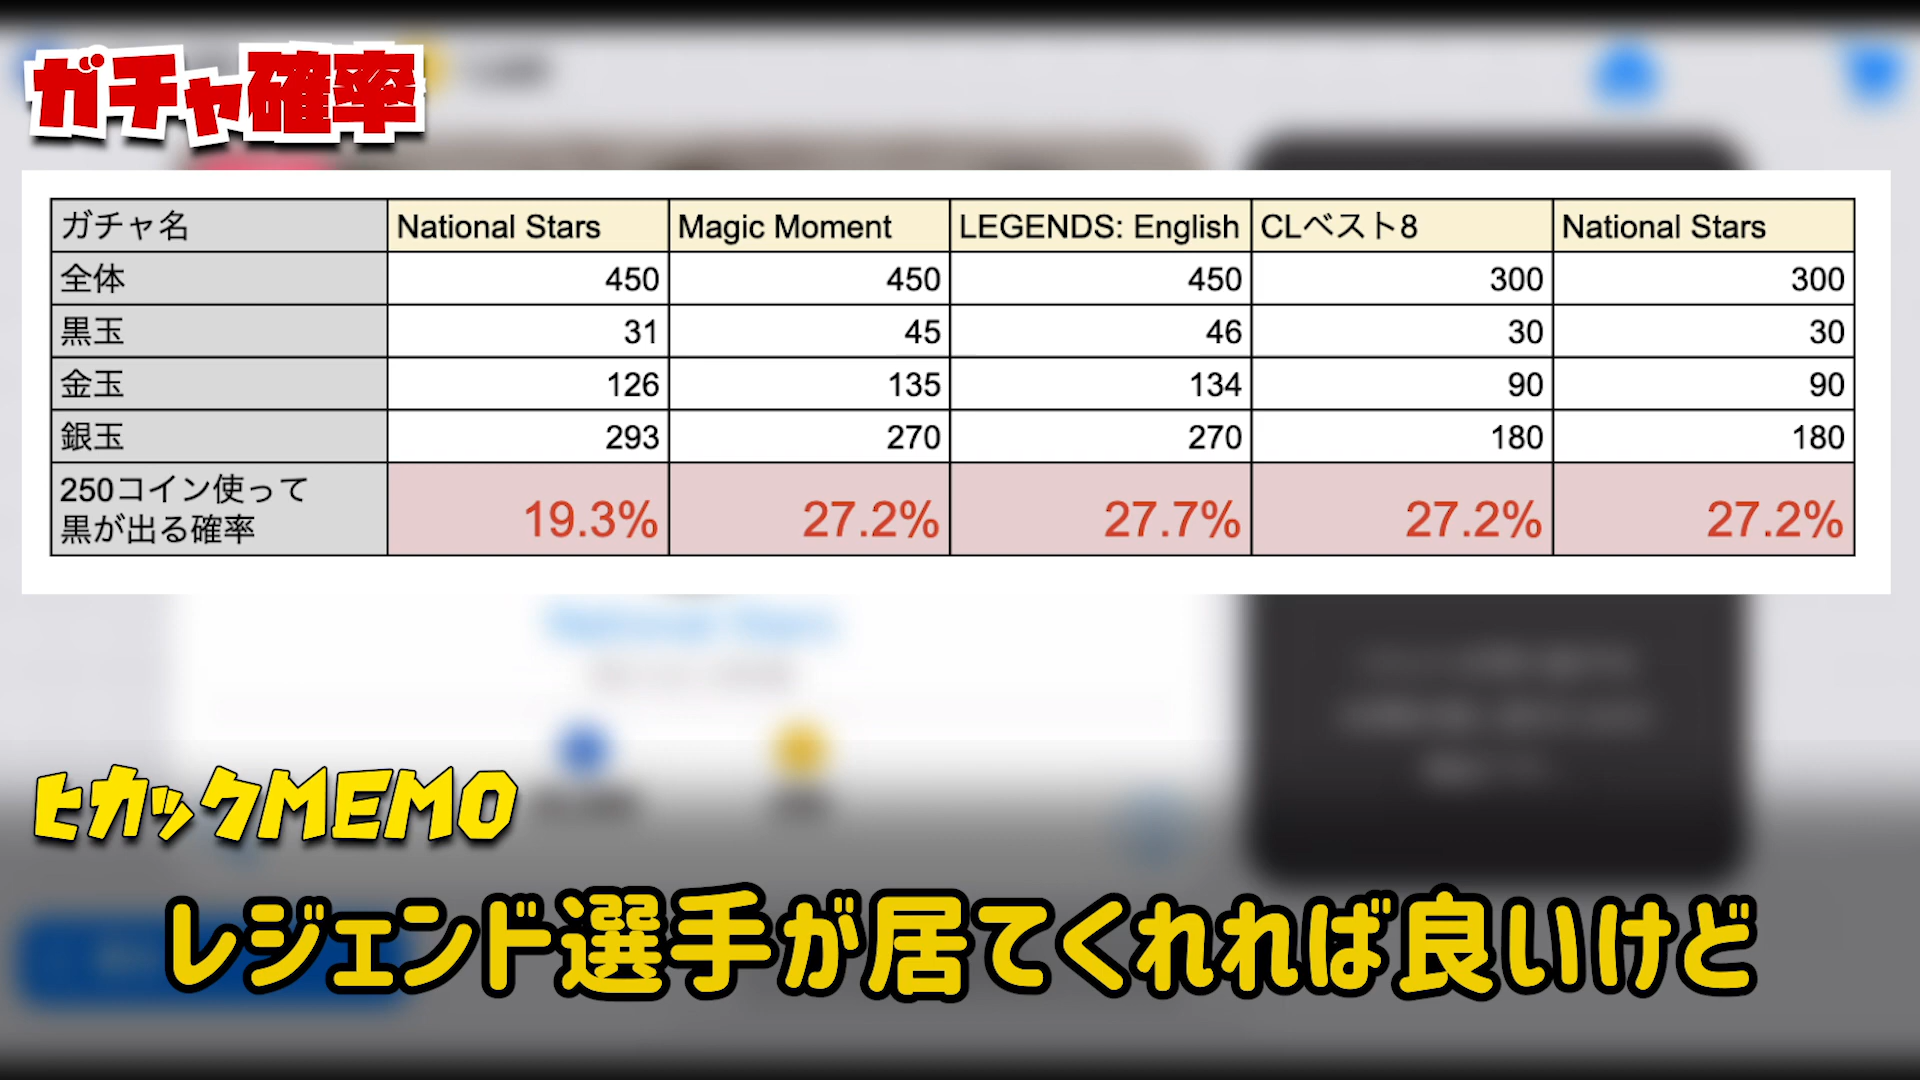 ガチャ確率
ガチャ名 National Stars Magic Moment LEGENDS: English CLベスト8 National Stars
全体 450 450 450 300 300
黒玉 31 45 46 30 30
金玉 126 135 134 90 90
銀玉 293 270 270 180 180
250コイン使って
黒が出る確率 19.3% 27.2% 27.7% 27.2% 27.2%
National Stars
ヒカックMEMO
レジェンド選手が居てくれれば良いけど